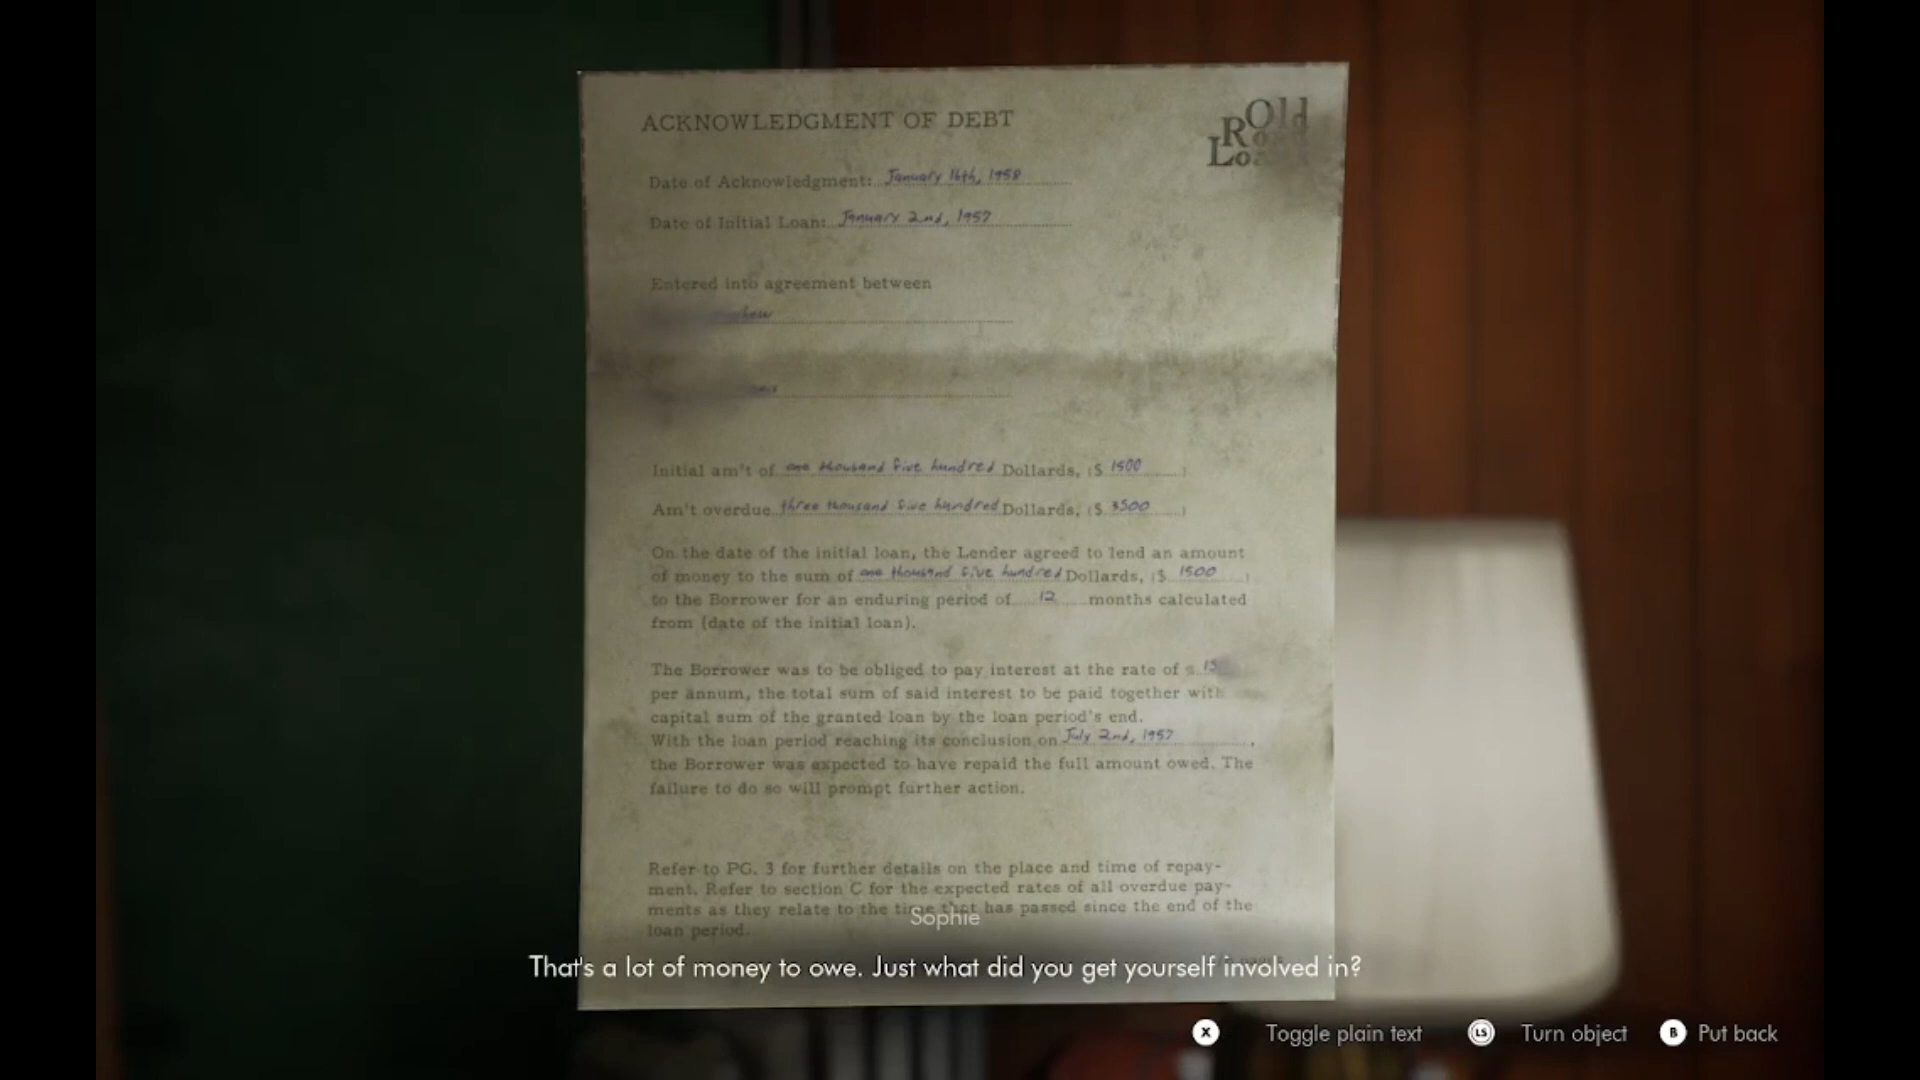 ACKNOWLEDGMENT OF DEBT
Old
Road
Loans
Date of Acknowledgment: January 16th, 1958
Date of Initial Loan: January 2nd, 1957
Entered into agreement between
Initial am't of one thousand five hundred Dollards, ($ 1500 )
Am't overdue three thousand five hundred Dollards, ($ 3500 )
On the date of the initial loan, the Lender agreed to lend an amount
of money to the sum of one thousand five hundred Dollards, ($ 1500 )
to the Borrower for an enduring period of 12 months calculated
from (date of the initial loan).
The Borrower was to be obliged to pay interest at the rate of
per annum, the total sum of said interest to be paid together with
capital sum of the granted loan by the loan period's end.
With the loan period reaching its conclusion on July 2nd, 1957 ,
the Borrower was expected to have repaid the full amount owed. The
failure to do so will prompt further action.
Refer to PG. 3 for further details on the place and time of repay-
ment. Refer to section C for the expected rates of all overdue pay-
ments as they relate to the time that has passed since the end of the
loan period.
Sophie
That's a lot of money to owe. Just what did you get yourself involved in?
X Toggle plain text LS Turn object B Put back